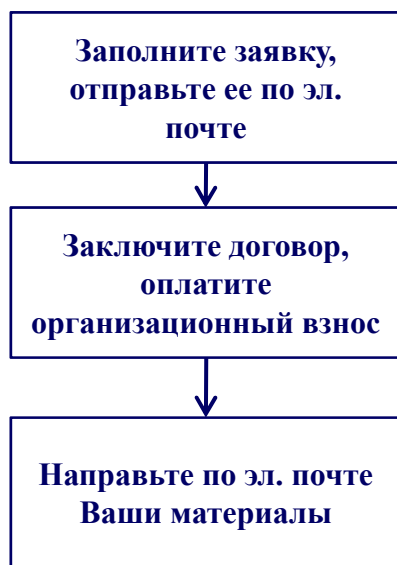 Заполните заявку,
отправьте ее по эл.
почте
Заключите договор,
оплатите
организационный взнос
Направьте по эл. почте
Ваши материалы